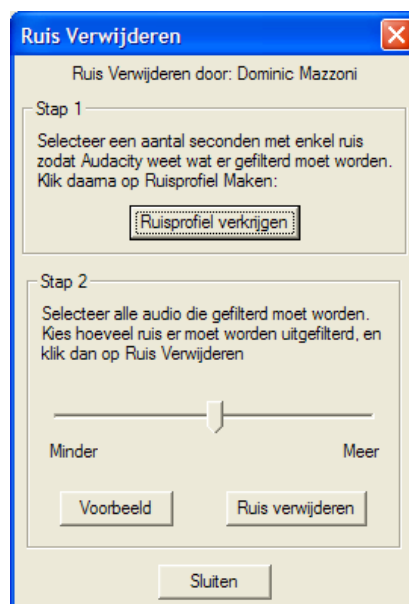 Ruis Verwijderen
Ruis Verwijderen door: Dominic Mazzoni
Stap 1
Selecteer een aantal seconden met enkel ruis
zodat Audacity weet wat er gefilterd moet worden.
Klik daarna op Ruisprofiel Maken:
Ruisprofiel verkrijgen
Stap 2
Selecteer alle audio die gefilterd moet worden.
Kies hoeveel ruis er moet worden uitgefilterd, en
klik dan op Ruis Verwijderen
Minder Meer
Voorbeeld Ruis verwijderen
Sluiten